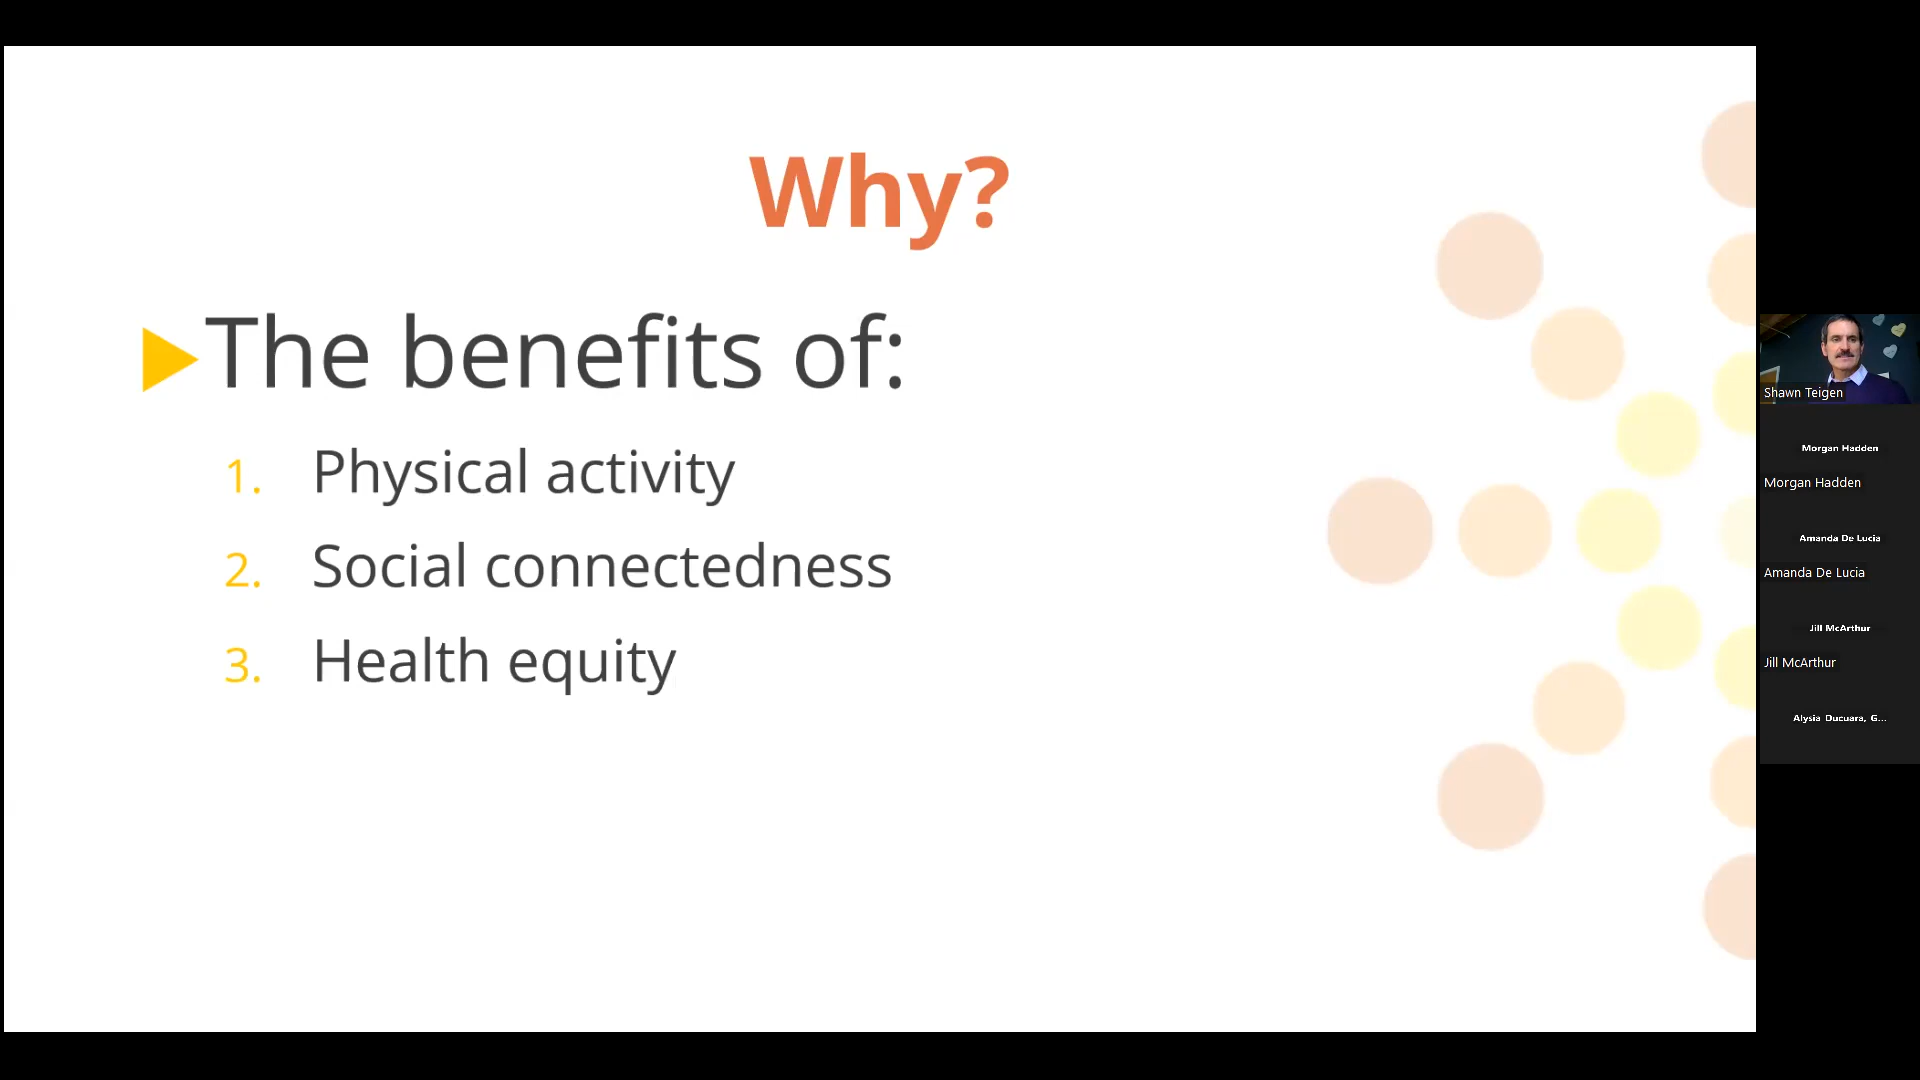 Why?
The benefits of:
1. Physical activity
2. Social connectedness
3. Health equity
Shawn Teigen
Morgan Hadden
Morgan Hadden
Amanda De Lucia
Amanda De Lucia
Jill McArthur
Jill McArthur
Alysia Ducuara, G...